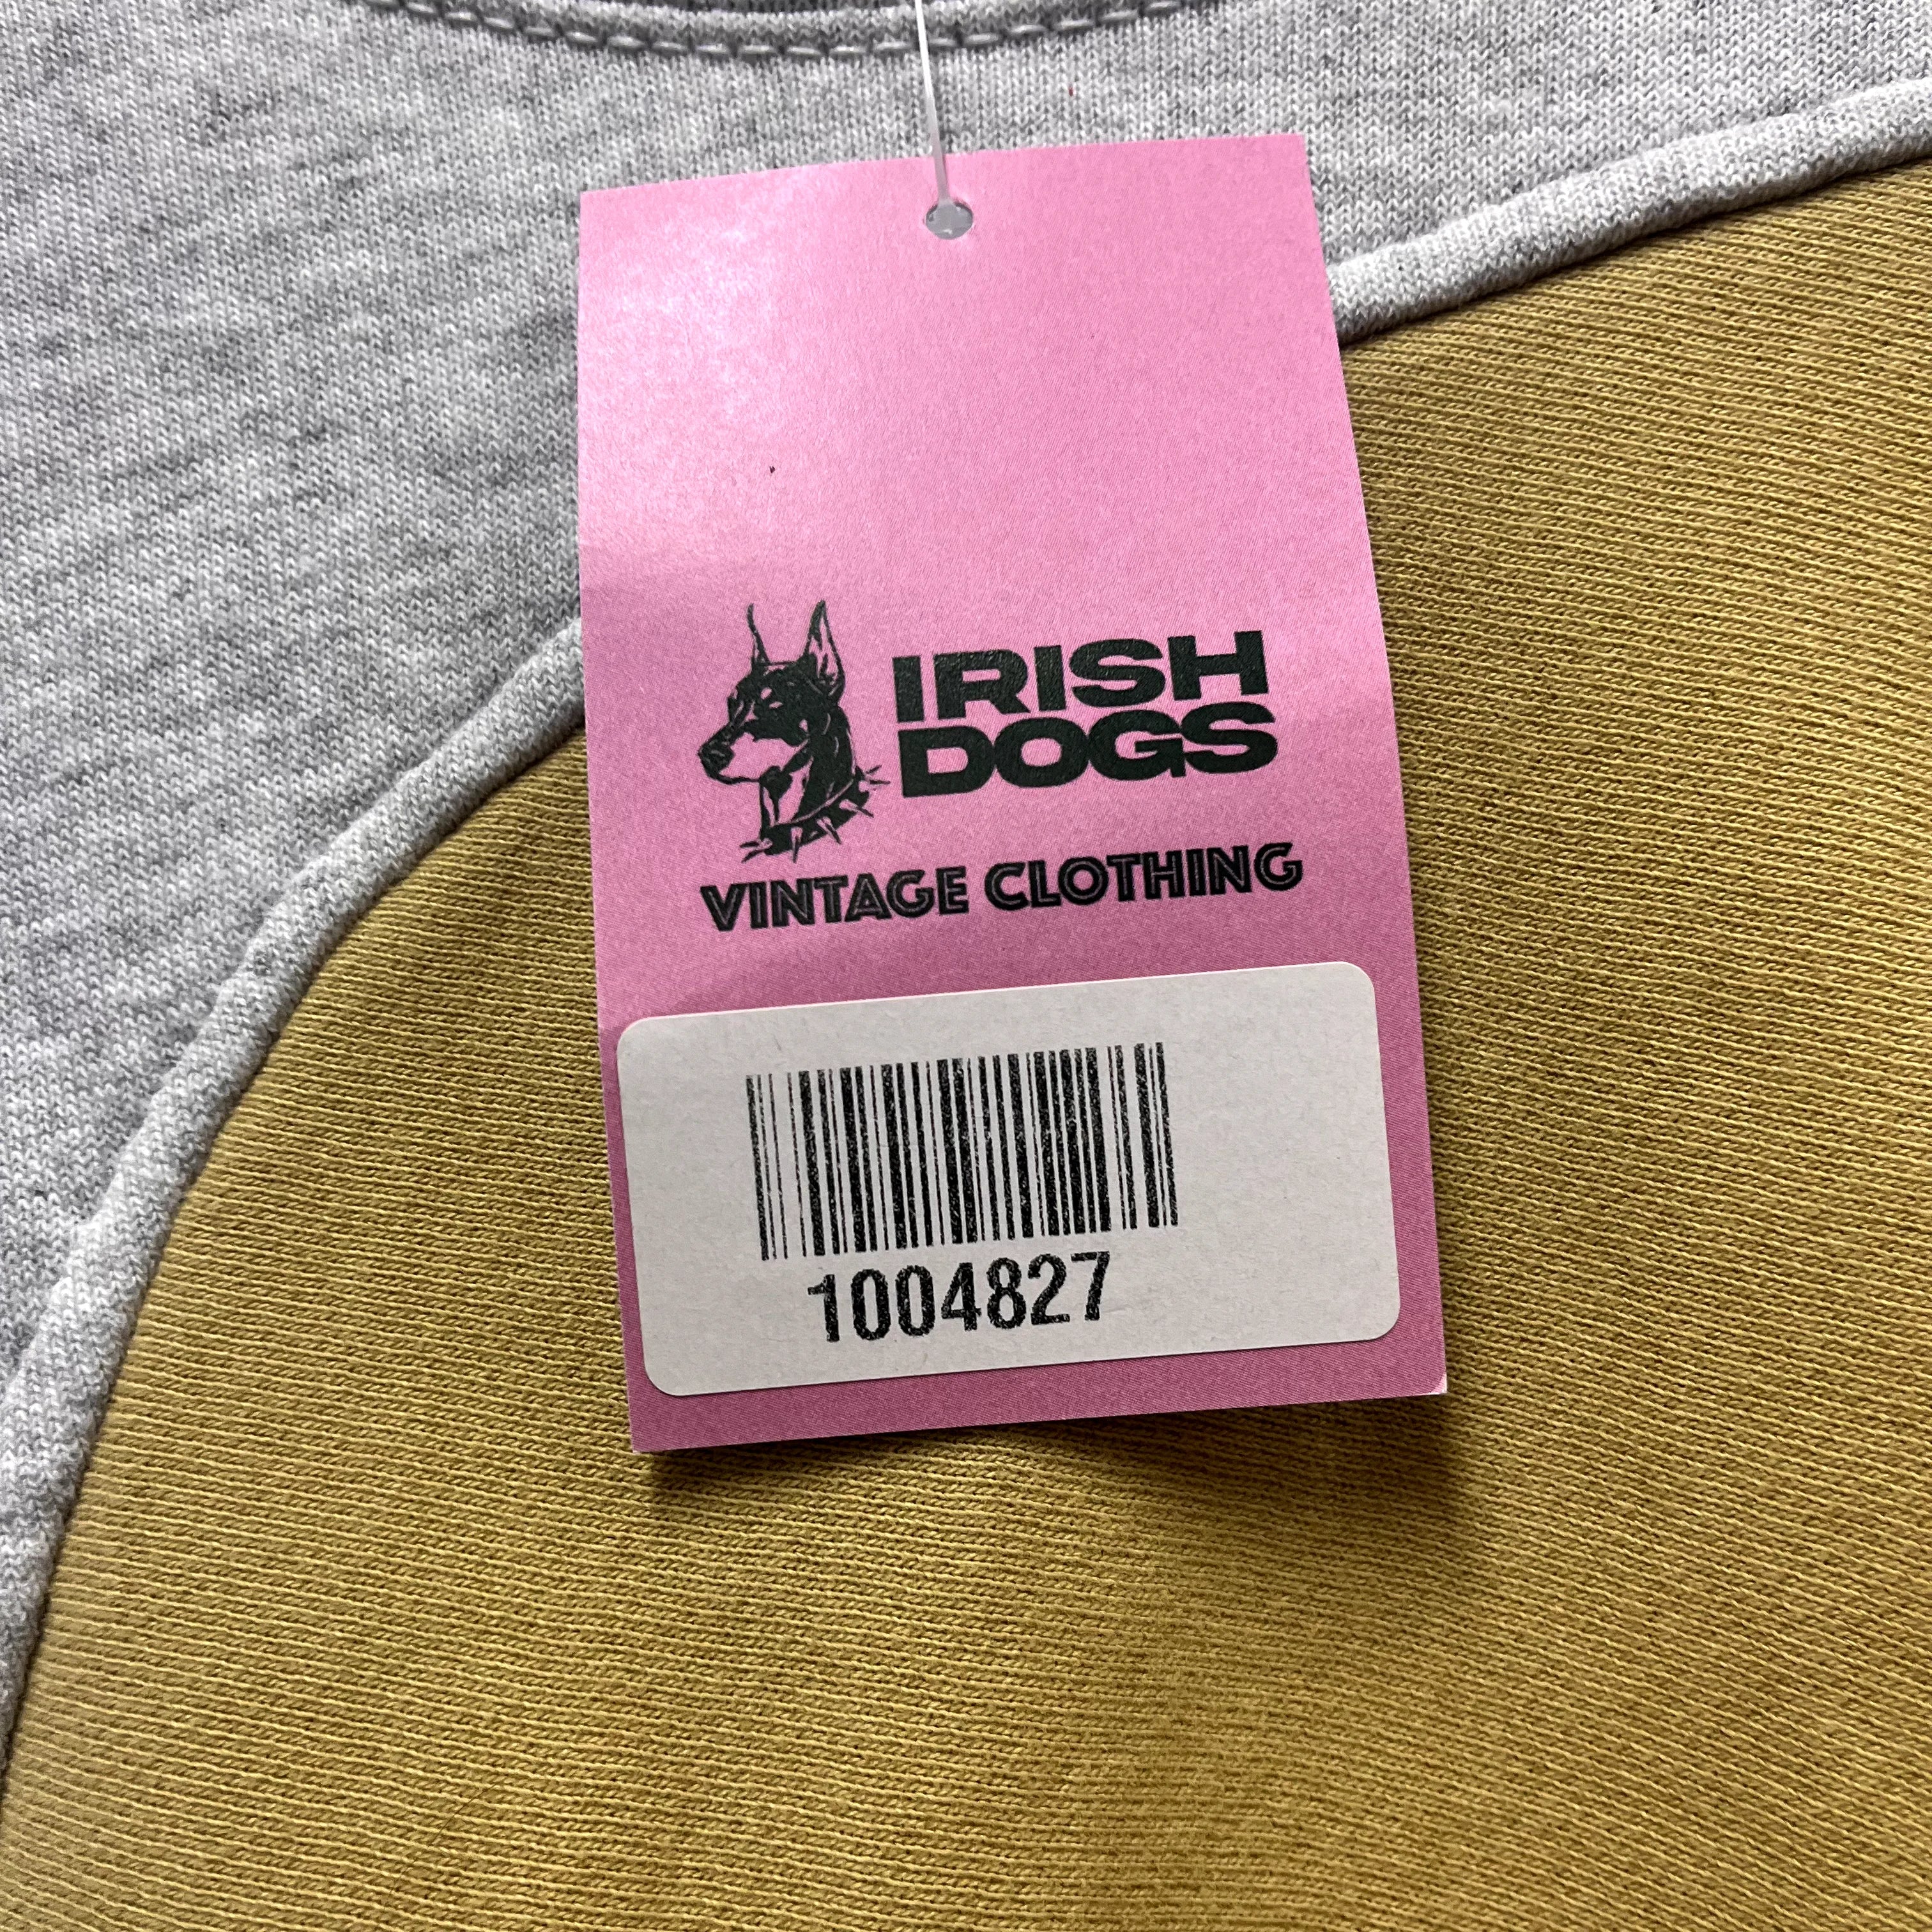 IRISH
DOGS
VINTAGE CLOTHING
1004827